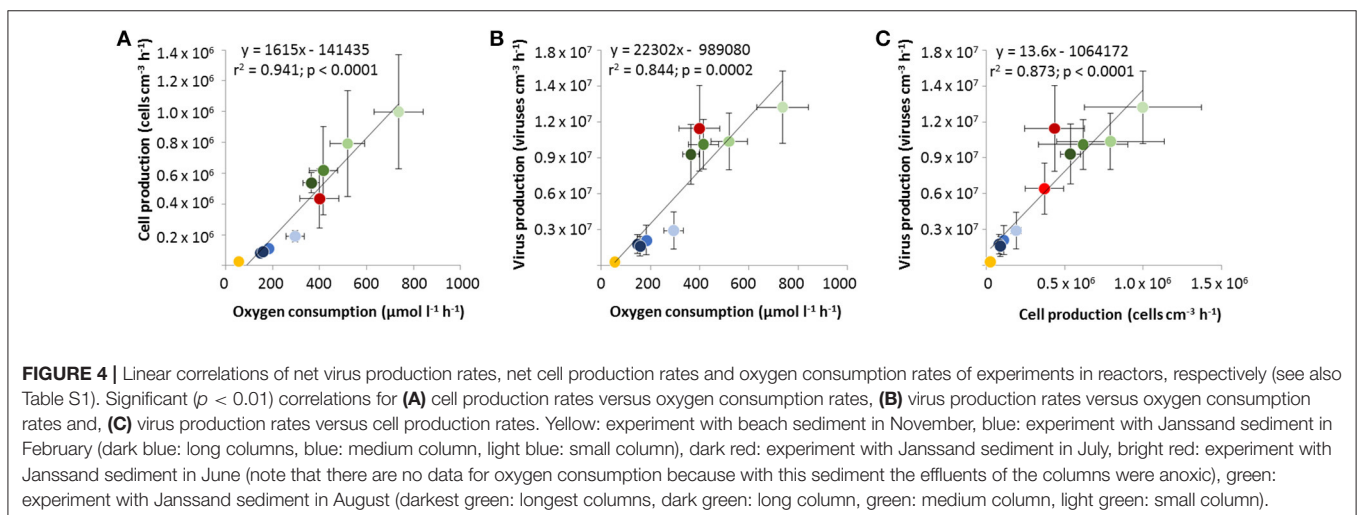 A
y = 1615x - 141435
r² = 0.941; p < 0.0001
1.4 x 10⁶
1.2 x 10⁶
1.0 x 10⁶
0.8 x 10⁶
0.6 x 10⁶
0.4 x 10⁶
0.2 x 10⁶
Cell production (cells cm⁻³ h⁻¹)
0 200 400 600 800 1000
Oxygen consumption (µmol l⁻¹ h⁻¹)
B
y = 22302x - 989080
r² = 0.844; p = 0.0002
1.8 x 10⁷
1.4 x 10⁷
1.2 x 10⁷
0.9 x 10⁷
0.6 x 10⁷
0.3 x 10⁷
Virus production (viruses cm⁻³ h⁻¹)
0 200 400 600 800 1000
Oxygen consumption (µmol l⁻¹ h⁻¹)
C
y = 13.6x - 1064172
r² = 0.873; p < 0.0001
1.8 x 10⁷
1.4 x 10⁷
1.2 x 10⁷
0.9 x 10⁷
0.6 x 10⁷
0.3 x 10⁷
Virus production (viruses cm⁻³ h⁻¹)
0 0.5 x 10⁶ 1.0 x 10⁶ 1.5 x 10⁶
Cell production (cells cm⁻³ h⁻¹)
FIGURE 4 | Linear correlations of net virus production rates, net cell production rates and oxygen consumption rates of experiments in reactors, respectively (see also
Table S1). Significant (p < 0.01) correlations for (A) cell production rates versus oxygen consumption rates, (B) virus production rates versus oxygen consumption
rates and, (C) virus production rates versus cell production rates. Yellow: experiment with beach sediment in November, blue: experiment with Janssand sediment in
February (dark blue: long columns, blue: medium column, light blue: small column), dark red: experiment with Janssand sediment in July, bright red: experiment with
Janssand sediment in June (note that there are no data for oxygen consumption because with this sediment the effluents of the columns were anoxic), green:
experiment with Janssand sediment in August (darkest green: longest columns, dark green: long column, green: medium column, light green: small column).